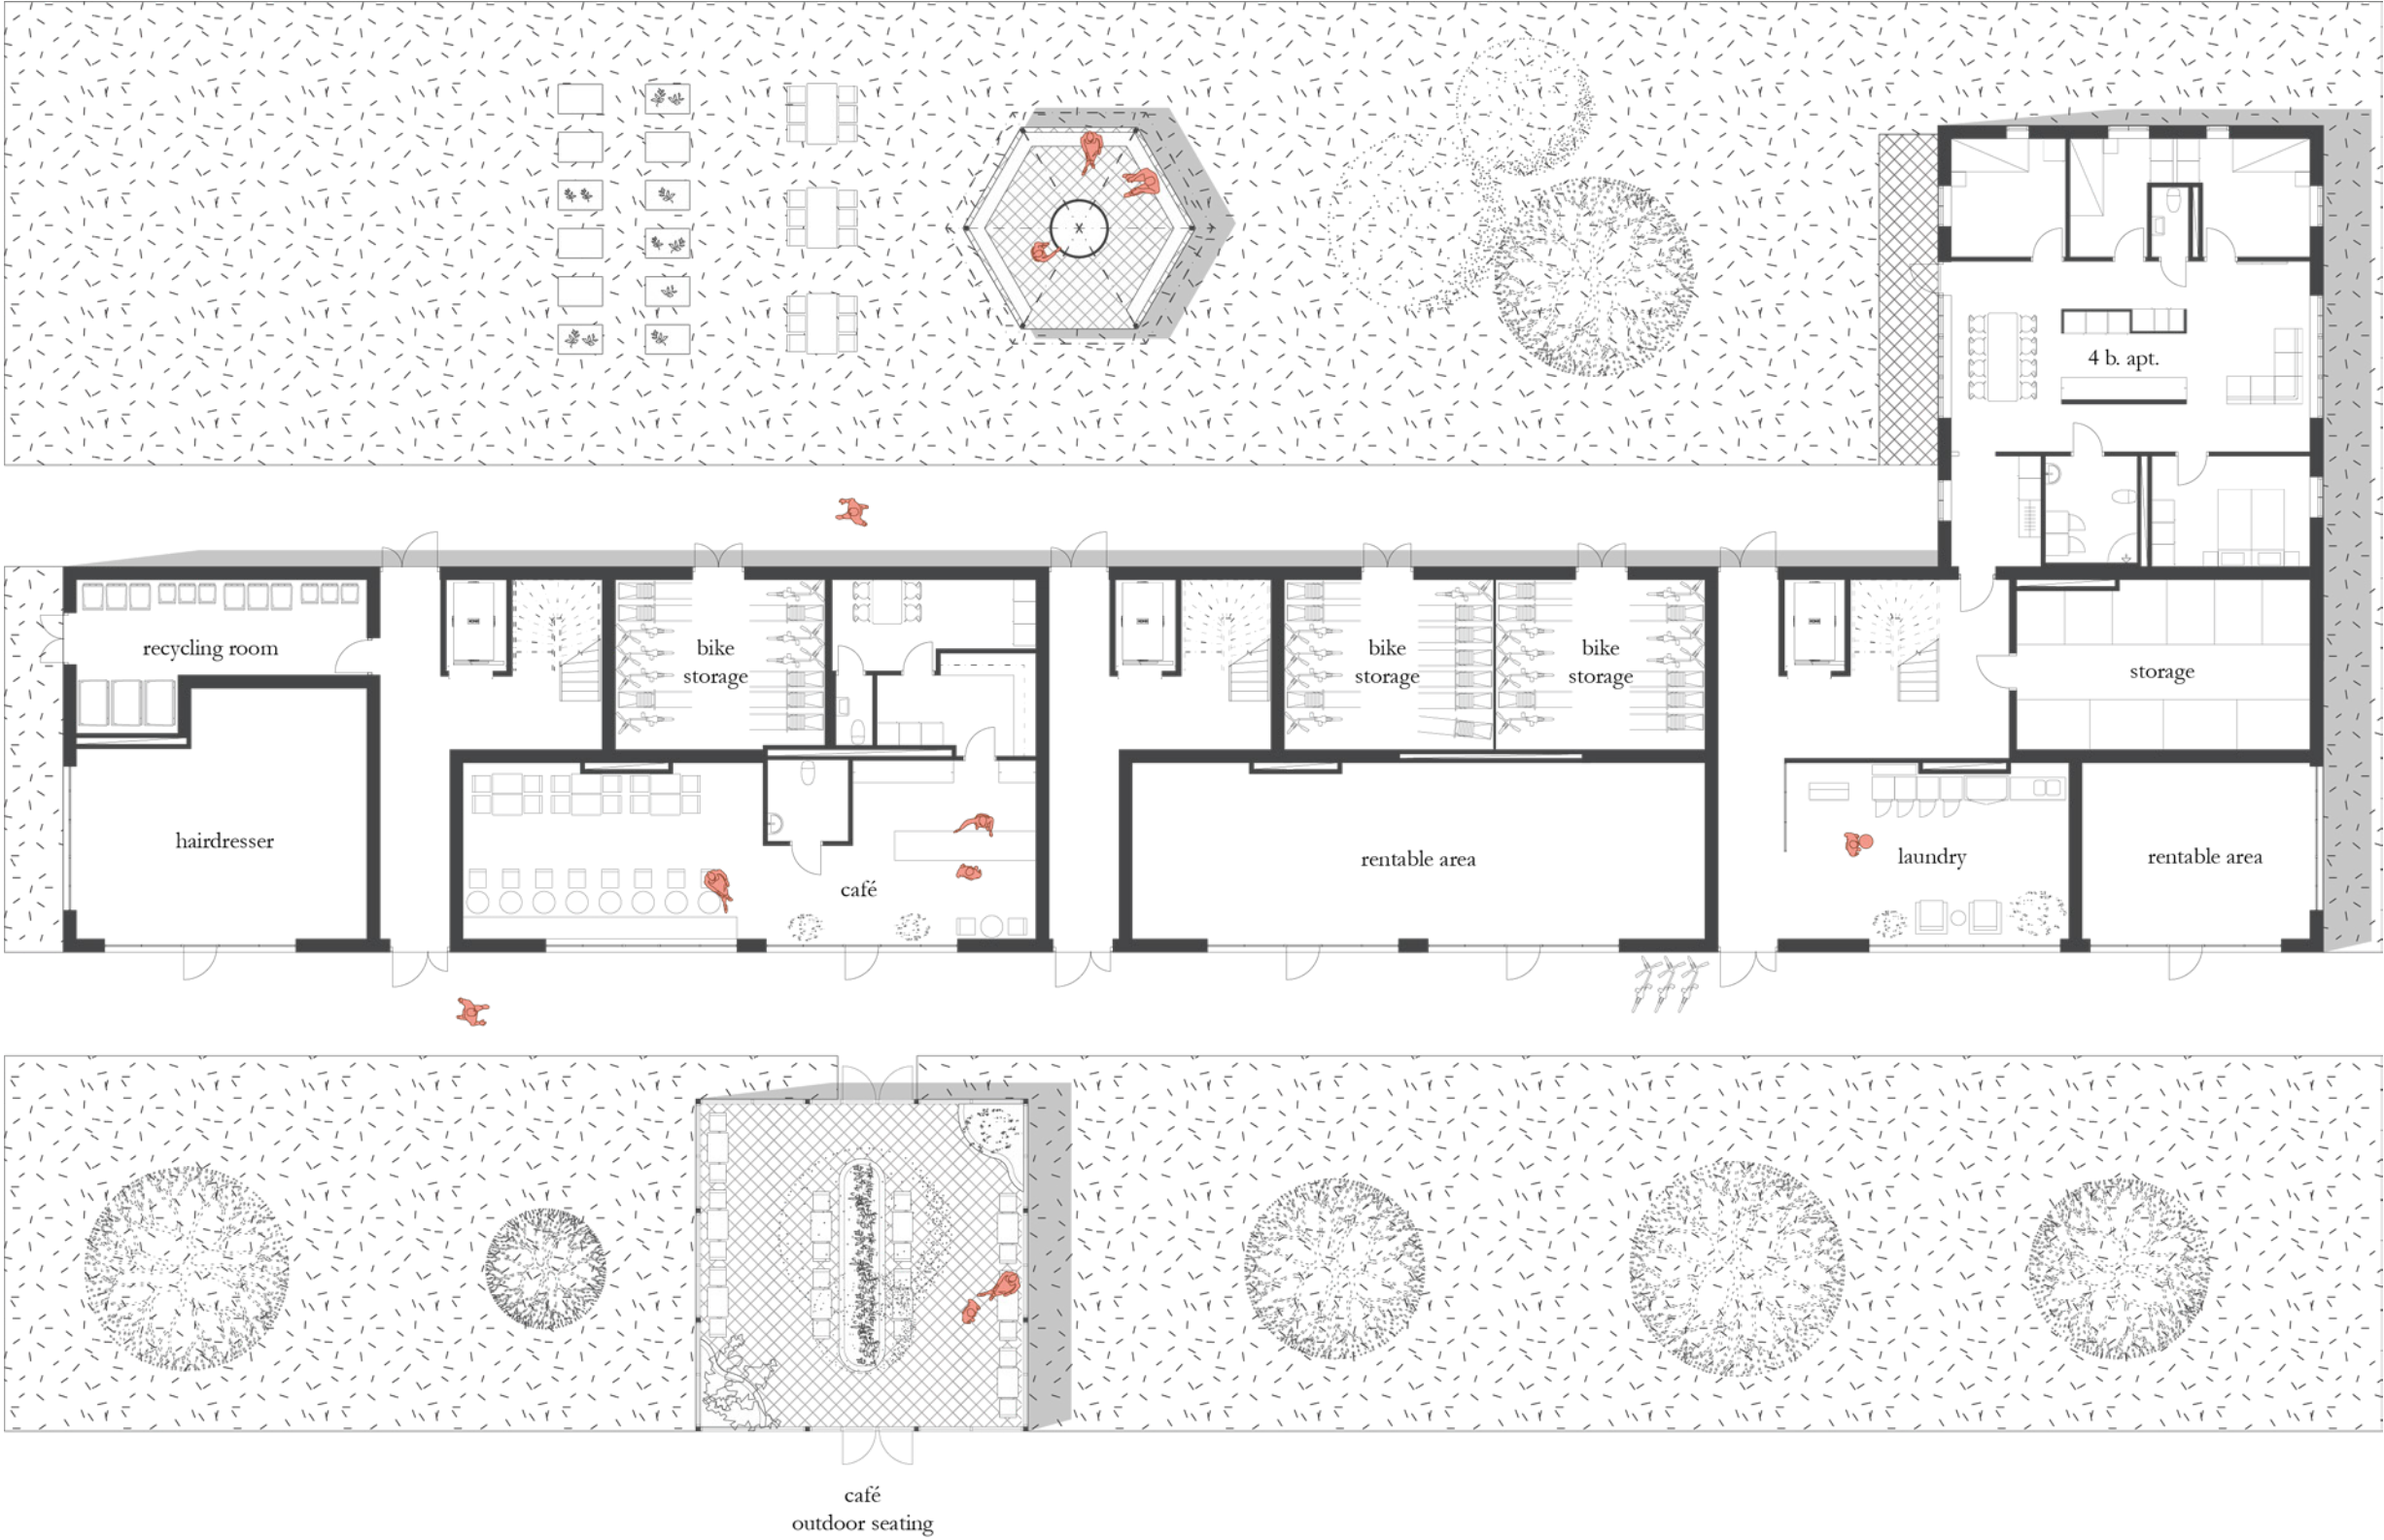 4 b. apt.
recycling room
bike
storage
bike
storage
bike
storage
storage
hairdresser
café
rentable area
laundry
rentable area
café
outdoor seating